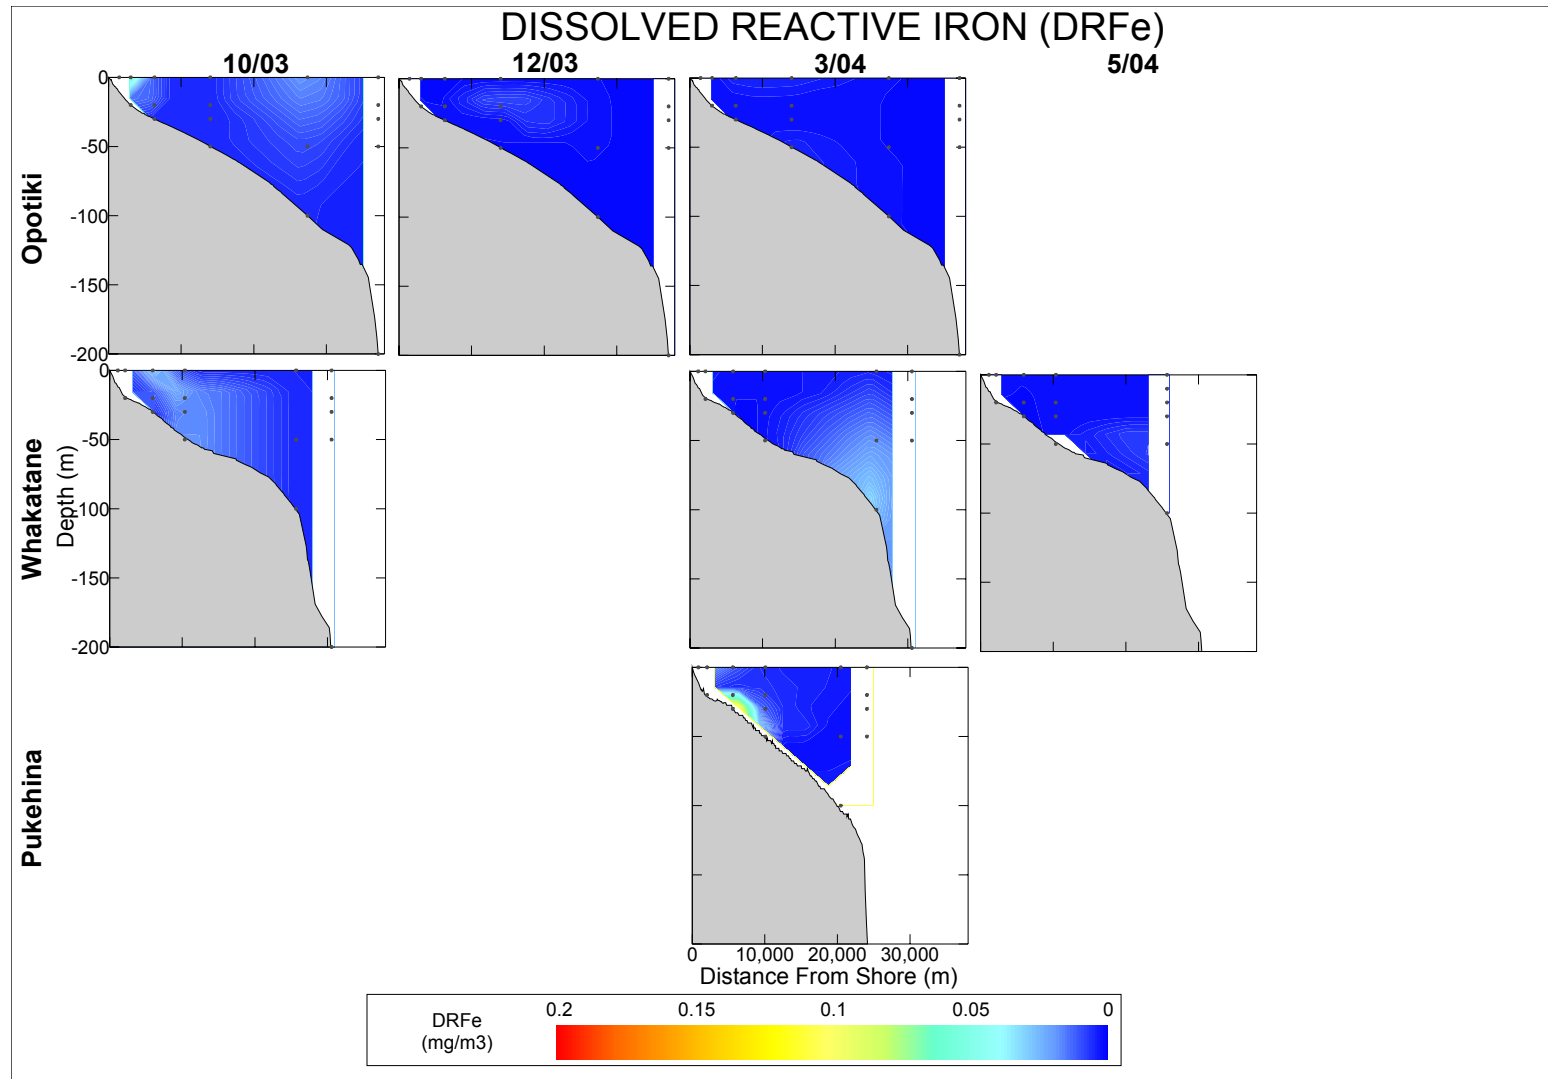 DISSOLVED REACTIVE IRON (DRFe)
10/03 12/03 3/04 5/04
Opotiki
0
-50
-100
-150
-200
Whakatane
Depth (m)
0
-50
-100
-150
-200
Pukehina
0 10,000 20,000 30,000
Distance From Shore (m)
DRFe
(mg/m3)
0.2 0.15 0.1 0.05 0